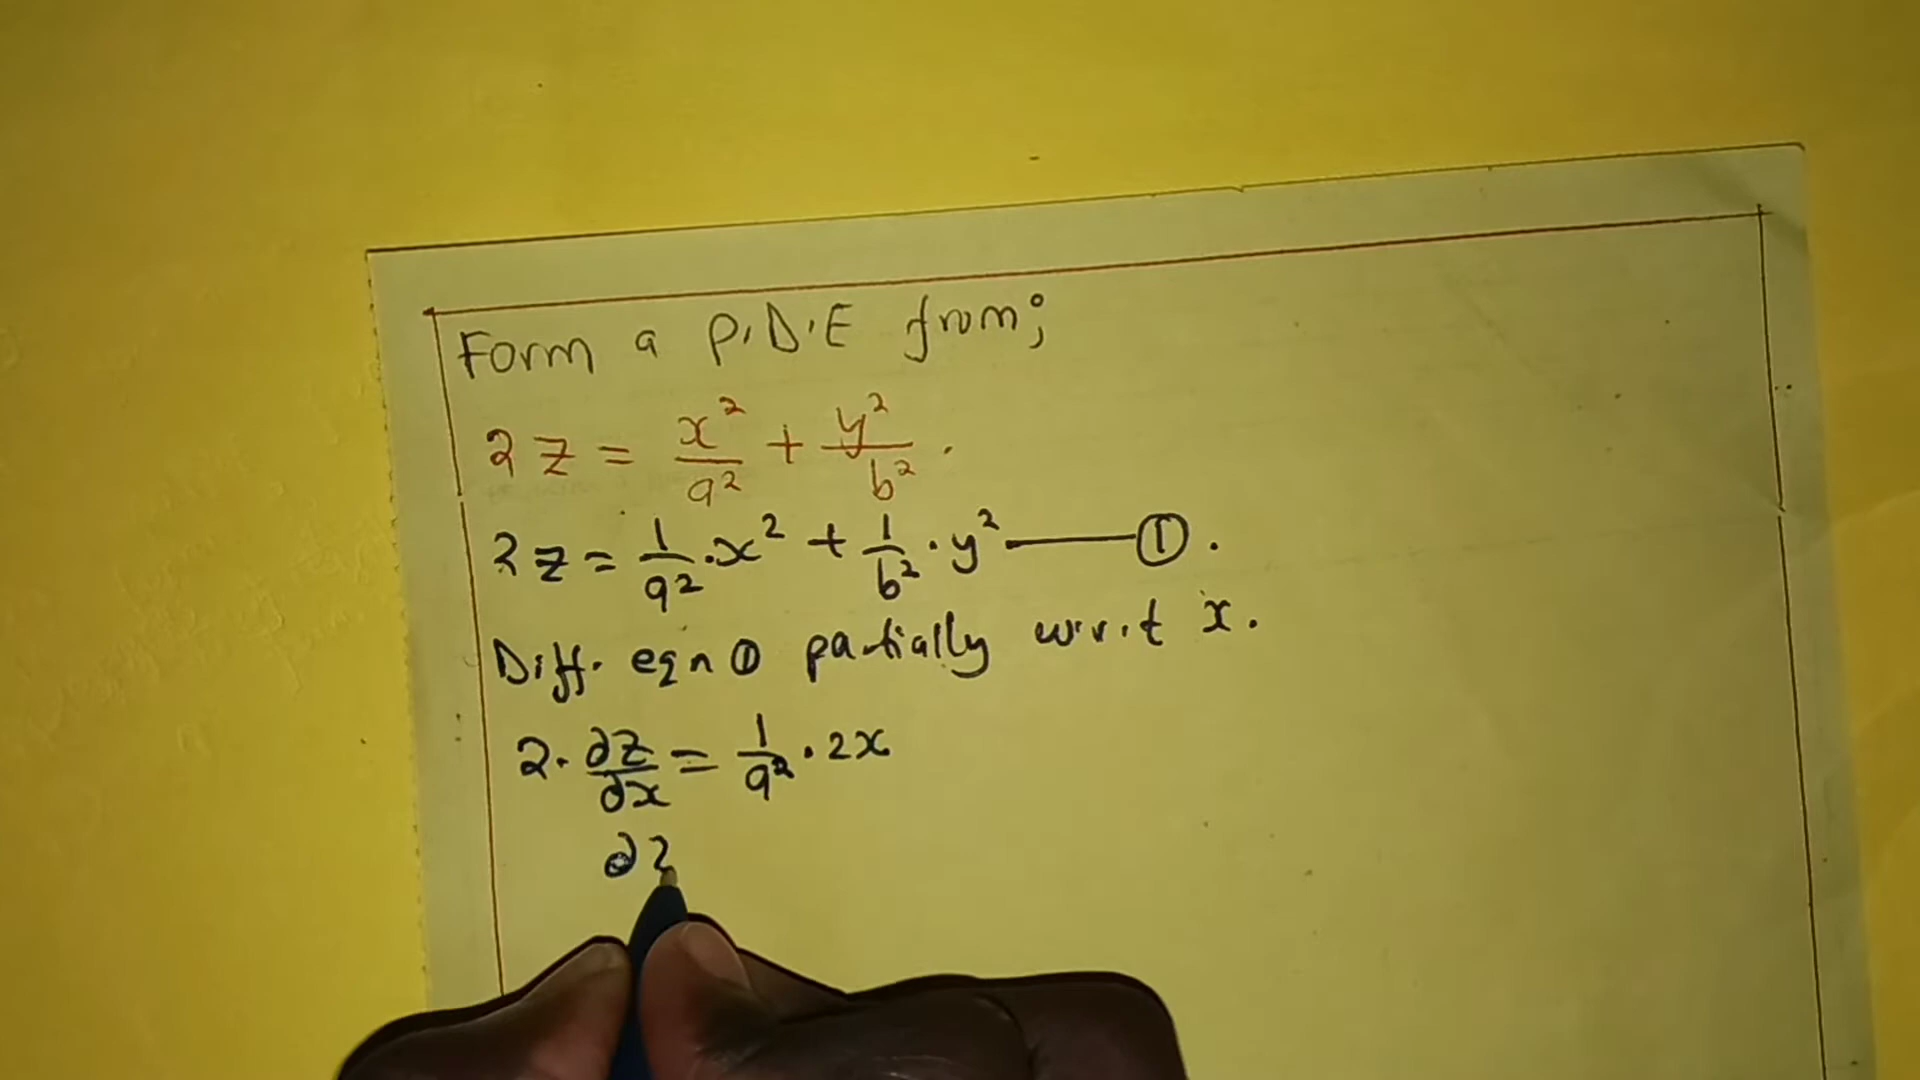 Form a P.D.E from;
2z = x²/a² + y²/b².
2z = 1/a² · x² + 1/b² · y² ——— ①.
Diff. eqn ① partially w.r.t x.
2 · ∂z/∂x = 1/a² · 2x
∂z